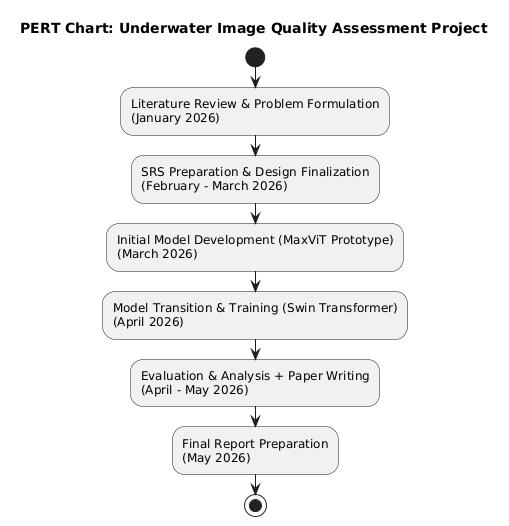 PERT Chart: Underwater Image Quality Assessment Project
Literature Review & Problem Formulation
(January 2026)
SRS Preparation & Design Finalization
(February - March 2026)
Initial Model Development (MaxViT Prototype)
(March 2026)
Model Transition & Training (Swin Transformer)
(April 2026)
Evaluation & Analysis + Paper Writing
(April - May 2026)
Final Report Preparation
(May 2026)